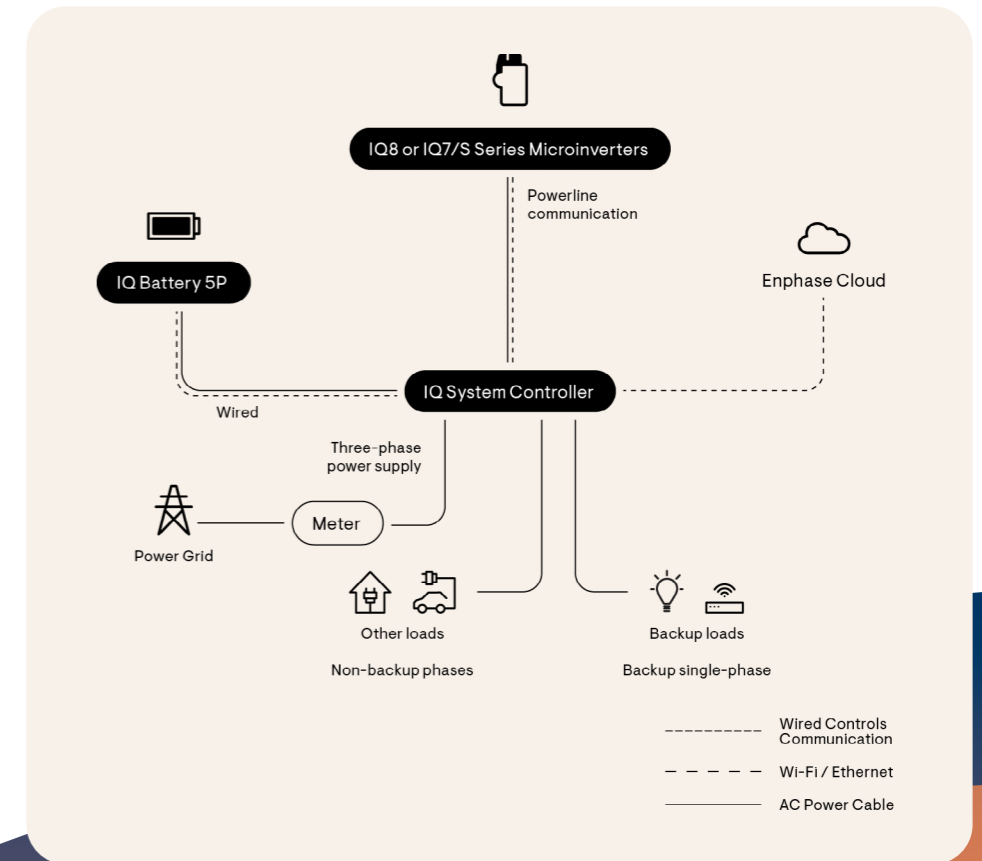 IQ8 or IQ7/S Series Microinverters
Powerline
communication
IQ Battery 5P
Enphase Cloud
IQ System Controller
Wired
Three-phase
power supply
Meter
Power Grid
Other loads
Non-backup phases
Backup loads
Backup single-phase
Wired Controls
Communication
Wi-Fi / Ethernet
AC Power Cable